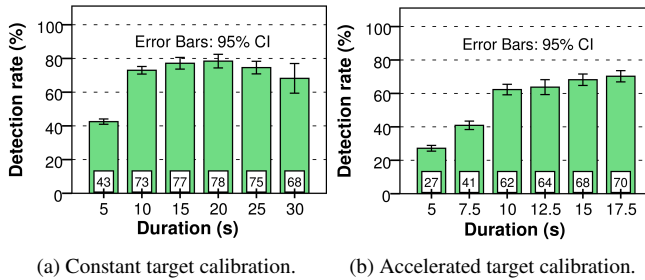 100
80
60
40
20
0
Detection rate (%)
Error Bars: 95% CI
43 73 77 78 75 68
5 10 15 20 25 30
Duration (s)
(a) Constant target calibration.
100
80
60
40
20
0
Detection rate (%)
Error Bars: 95% CI
27 41 62 64 68 70
5 7.5 10 12.5 15 17.5
Duration (s)
(b) Accelerated target calibration.